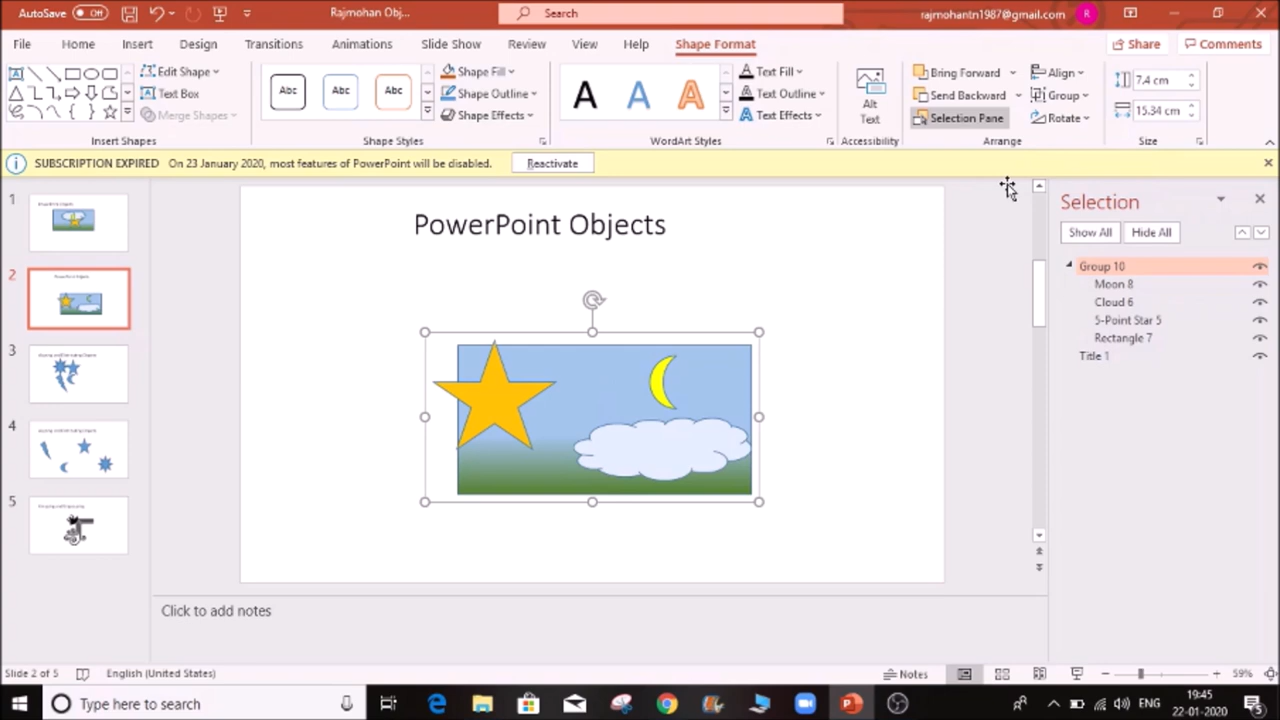 AutoSave Off Rajmohan Obj... Search rajmohantn1987@gmail.com R
File Home Insert Design Transitions Animations Slide Show Review View Help Shape Format Share Comments
Edit Shape Text Box Merge Shapes
Insert Shapes
Abc Abc Abc
Shape Fill Shape Outline Shape Effects
Shape Styles
A A A
Text Fill Text Outline Text Effects
WordArt Styles
Alt Text
Accessibility
Bring Forward Send Backward Selection Pane
Align Group Rotate
Arrange
7.4 cm
15.34 cm
Size
SUBSCRIPTION EXPIRED On 23 January 2020, most features of PowerPoint will be disabled. Reactivate
1
2
3
4
5
PowerPoint Objects
Selection
Show All Hide All
Group 10
Moon 8
Cloud 6
5-Point Star 5
Rectangle 7
Title 1
Click to add notes
Slide 2 of 5 English (United States) Notes 59%
Type here to search
ENG
19:45
22-01-2020
5